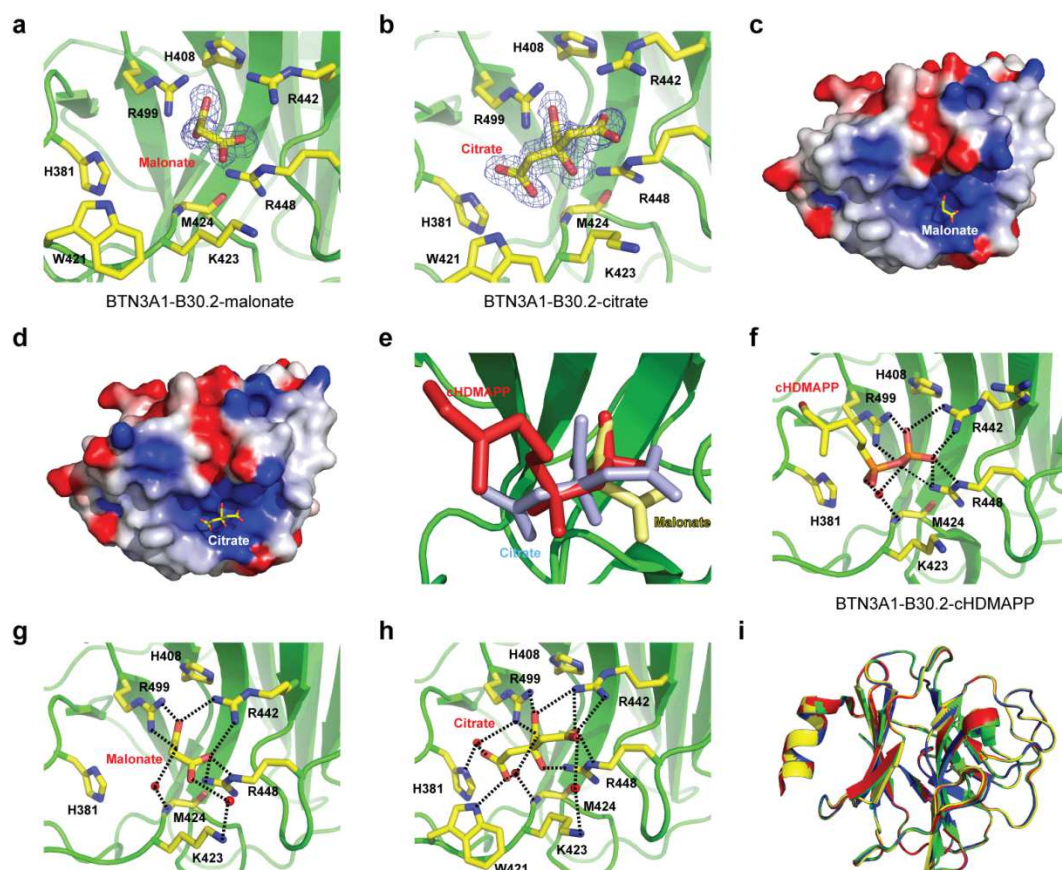 a
H408
R442
R499
Malonate
H381
R448
M424
W421
K423
BTN3A1-B30.2-malonate
b
H408
R442
R499
Citrate
R448
H381
M424
W421
K423
BTN3A1-B30.2-citrate
c
Malonate
d
Citrate
e
cHDMAPP
Malonate
Citrate
f
H408
cHDMAPP
R499
R442
R448
H381
M424
K423
BTN3A1-B30.2-cHDMAPP
g
H408
R499
R442
Malonate
R448
H381
M424
K423
h
H408
R499
R442
Citrate
R448
H381
M424
K423
W421
i